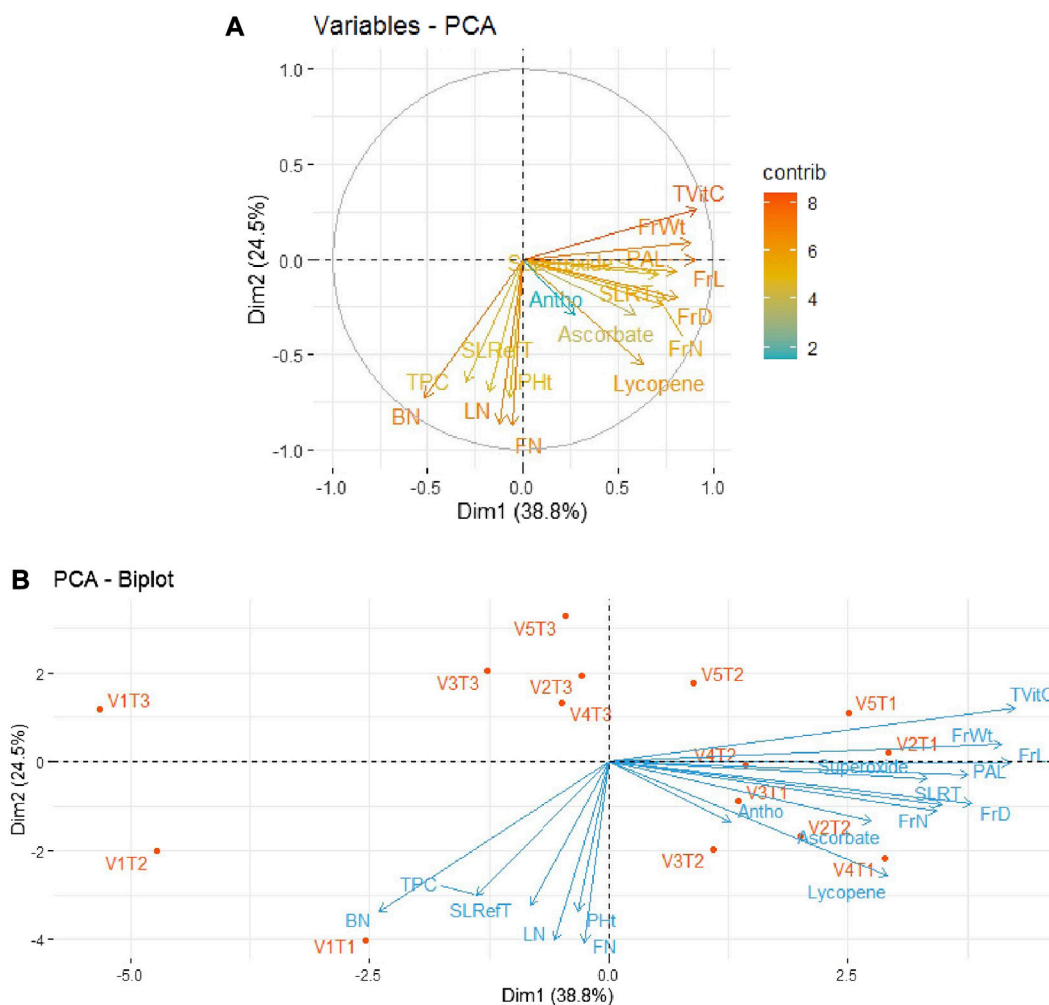 A Variables - PCA
1.0
0.5
0.0
-0.5
-1.0
Dim2 (24.5%)
TVitC
FrWt
PAL
FrL
Antho
SLRT
FrD
Ascorbate
FrN
SLRefT
TPC
PHt
Lycopene
BN
LN
FN
-1.0 -0.5 0.0 0.5 1.0
Dim1 (38.8%)
contrib
8
6
4
2
B PCA - Biplot
2
0
-2
-4
Dim2 (24.5%)
V5T3
V3T3
V2T3
V5T2
V1T3
V4T3
V5T1
TVitC
FrWt
V2T1
FrL
V4T2
Superoxide
PAL
V3T1
SLRT
Antho
FrN
FrD
V2T2
Ascorbate
V1T2
V3T2
V4T1
TPC
SLRefT
Lycopene
BN
PHt
LN
V1T1
FN
-5.0 -2.5 0.0 2.5
Dim1 (38.8%)